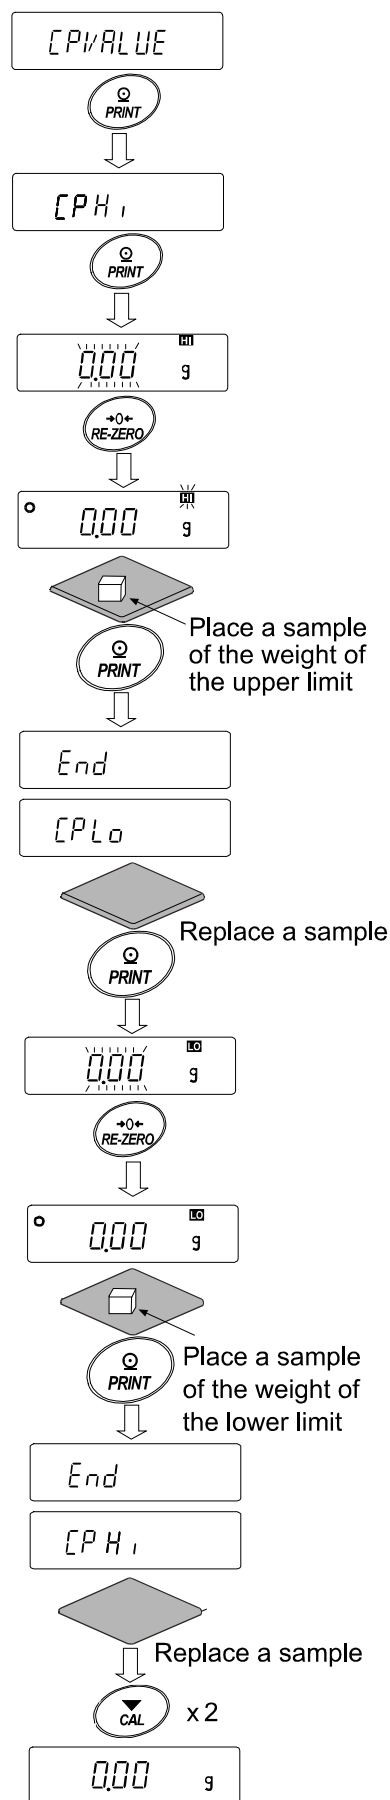 CPVALUE
PRINT
CPHi
PRINT
HI
0.00 g
→0←
RE-ZERO
HI
0.00 g
Place a sample
of the weight of
the upper limit
PRINT
End
CPLo
Replace a sample
PRINT
LO
0.00 g
→0←
RE-ZERO
LO
0.00 g
Place a sample
of the weight of
the lower limit
PRINT
End
CPHi
Replace a sample
CAL x 2
0.00 g